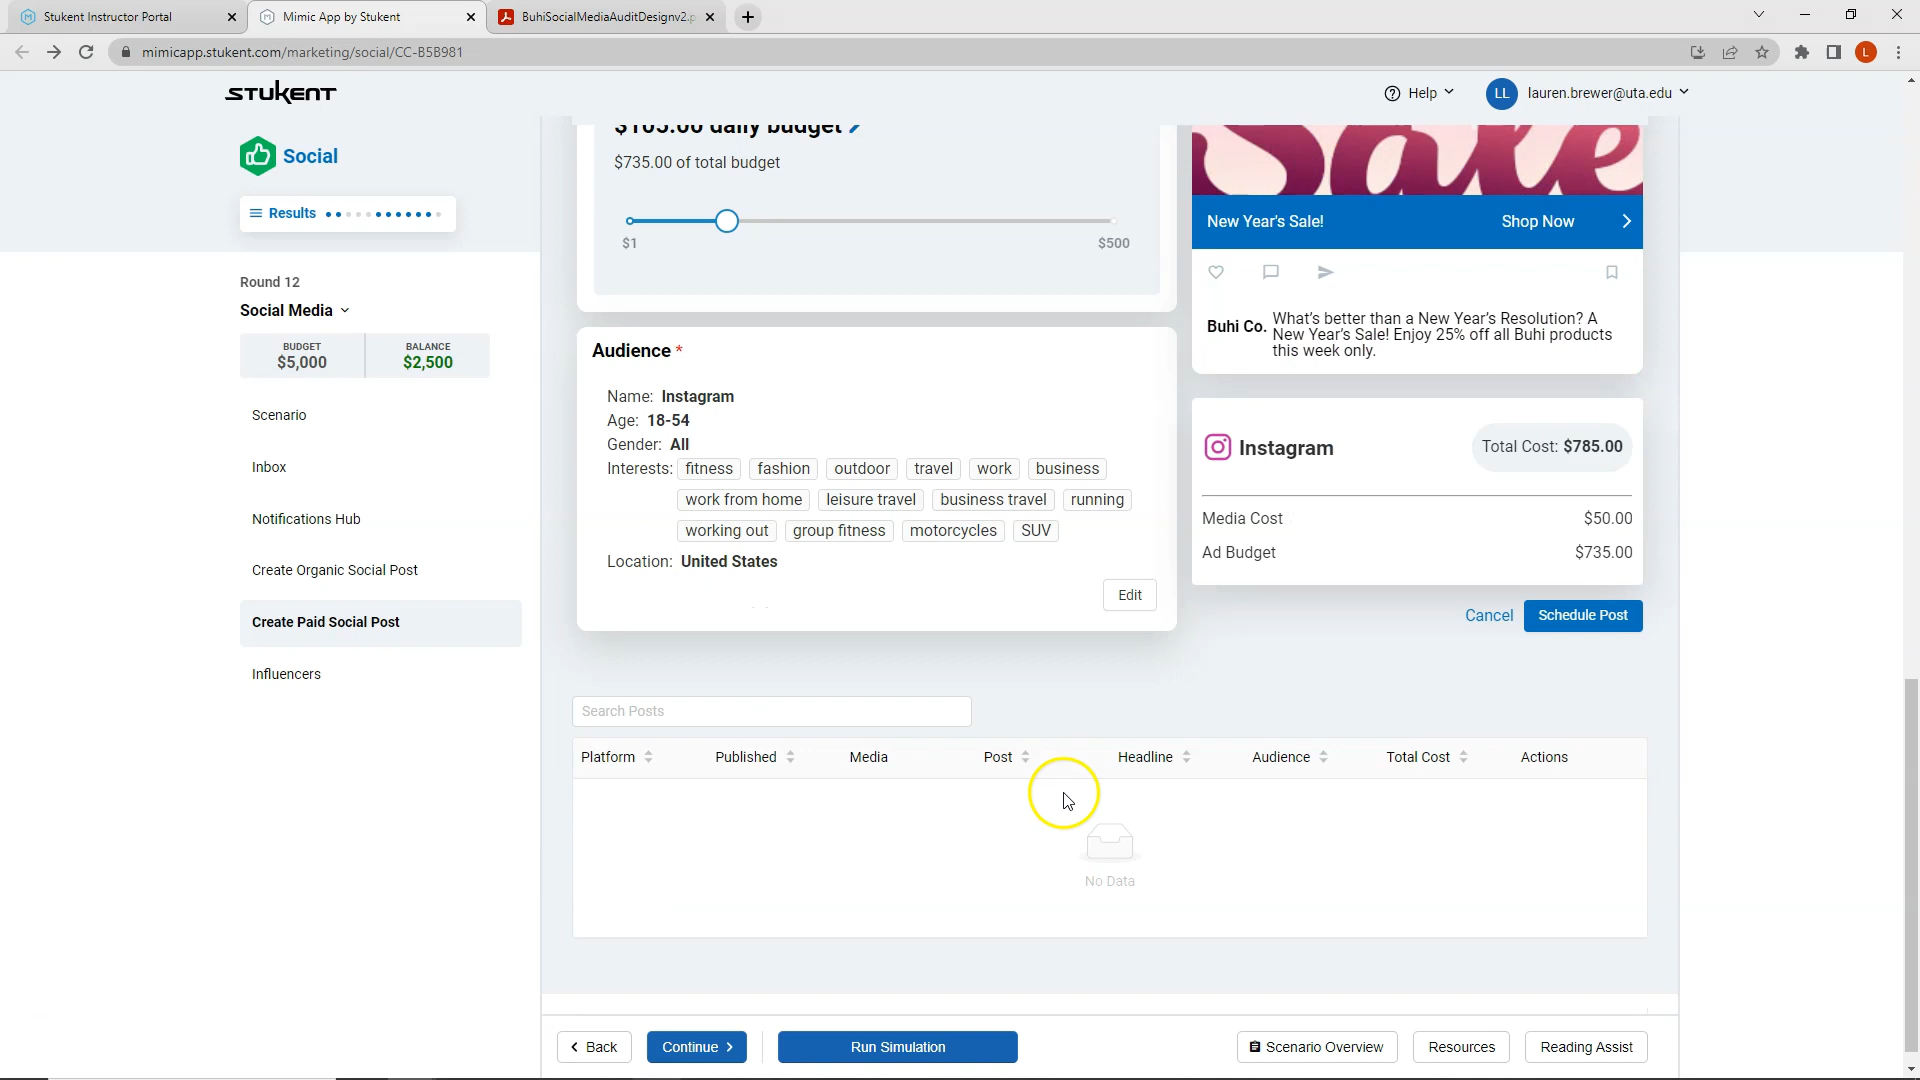 Stukent Instructor Portal
Mimic App by Stukent
BuhiSocialMediaAuditDesignv2.p
mimicapp.stukent.com/marketing/social/CC-B5B981
L
STUKENT
Help
LL
lauren.brewer@uta.edu
Social
Results
Round 12
Social Media
BUDGET
$5,000
BALANCE
$2,500
Scenario
Inbox
Notifications Hub
Create Organic Social Post
Create Paid Social Post
Influencers
$105.00 daily budget
$735.00 of total budget
$1
$500
Audience *
Name: Instagram
Age: 18-54
Gender: All
Interests: fitness fashion outdoor travel work business
work from home leisure travel business travel running
working out group fitness motorcycles SUV
Location: United States
Edit
Sale
New Year's Sale!
Shop Now
Buhi Co. What's better than a New Year's Resolution? A
New Year's Sale! Enjoy 25% off all Buhi products
this week only.
Instagram
Total Cost: $785.00
Media Cost $50.00
Ad Budget $735.00
Cancel
Schedule Post
Search Posts
Platform Published Media Post Headline Audience Total Cost Actions
No Data
Back
Continue
Run Simulation
Scenario Overview
Resources
Reading Assist